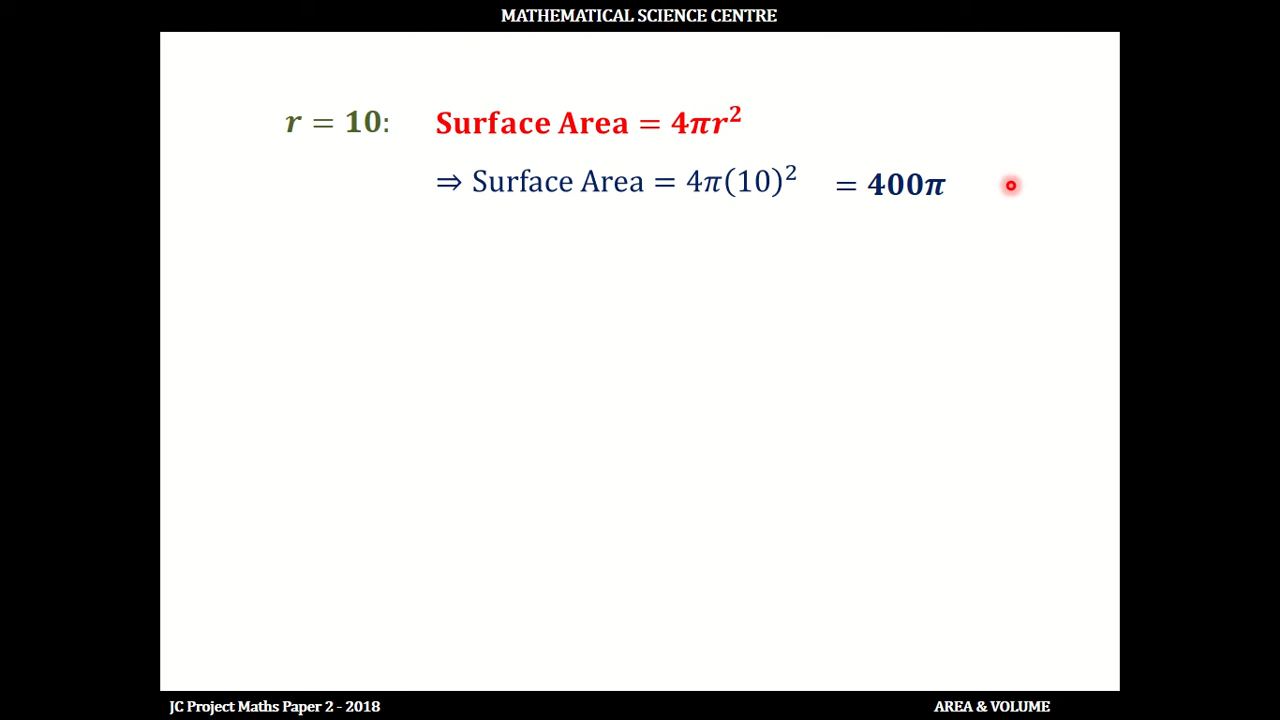 MATHEMATICAL SCIENCE CENTRE
r = 10: Surface Area = 4πr²
⇒ Surface Area = 4π(10)² = 400π
JC Project Maths Paper 2 - 2018 AREA & VOLUME